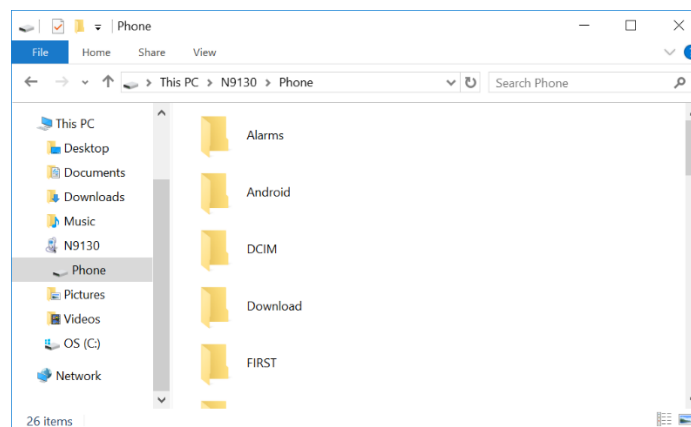 Phone
File Home Share View
This PC > N9130 > Phone Search Phone
This PC
Desktop
Documents
Downloads
Music
N9130
Phone
Pictures
Videos
OS (C:)
Network
Alarms
Android
DCIM
Download
FIRST
26 items